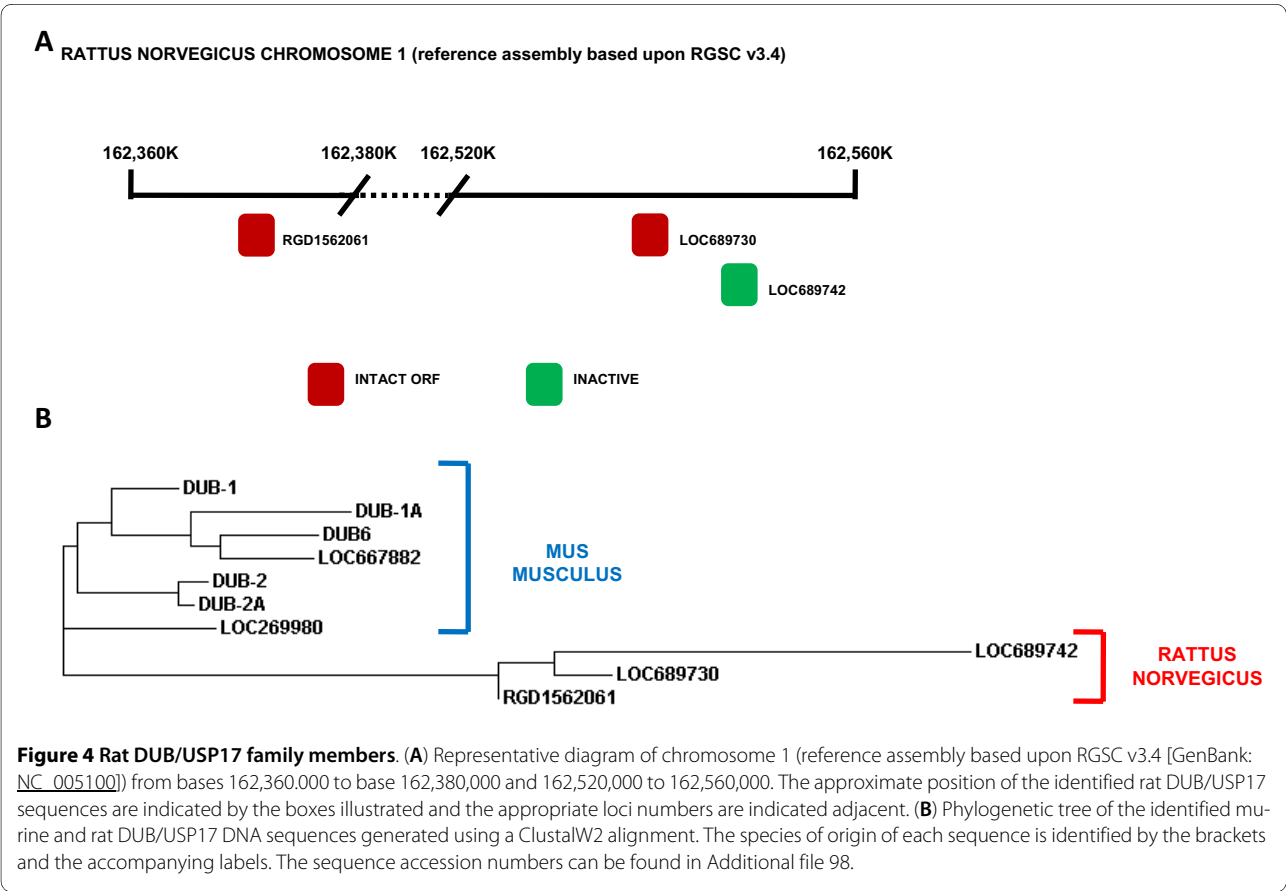 A RATTUS NORVEGICUS CHROMOSOME 1 (reference assembly based upon RGSC v3.4)
162,360K 162,380K 162,520K 162,560K
RGD1562061 LOC689730
LOC689742
INTACT ORF INACTIVE
B
DUB-1
DUB-1A
DUB6
LOC667882
DUB-2
DUB-2A
LOC269980
MUS
MUSCULUS
LOC689742
LOC689730
RGD1562061
RATTUS
NORVEGICUS
Figure 4 Rat DUB/USP17 family members. (A) Representative diagram of chromosome 1 (reference assembly based upon RGSC v3.4 [GenBank:
NC_005100]) from bases 162,360.000 to base 162,380,000 and 162,520,000 to 162,560,000. The approximate position of the identified rat DUB/USP17
sequences are indicated by the boxes illustrated and the appropriate loci numbers are indicated adjacent. (B) Phylogenetic tree of the identified mu-
rine and rat DUB/USP17 DNA sequences generated using a ClustalW2 alignment. The species of origin of each sequence is identified by the brackets
and the accompanying labels. The sequence accession numbers can be found in Additional file 98.